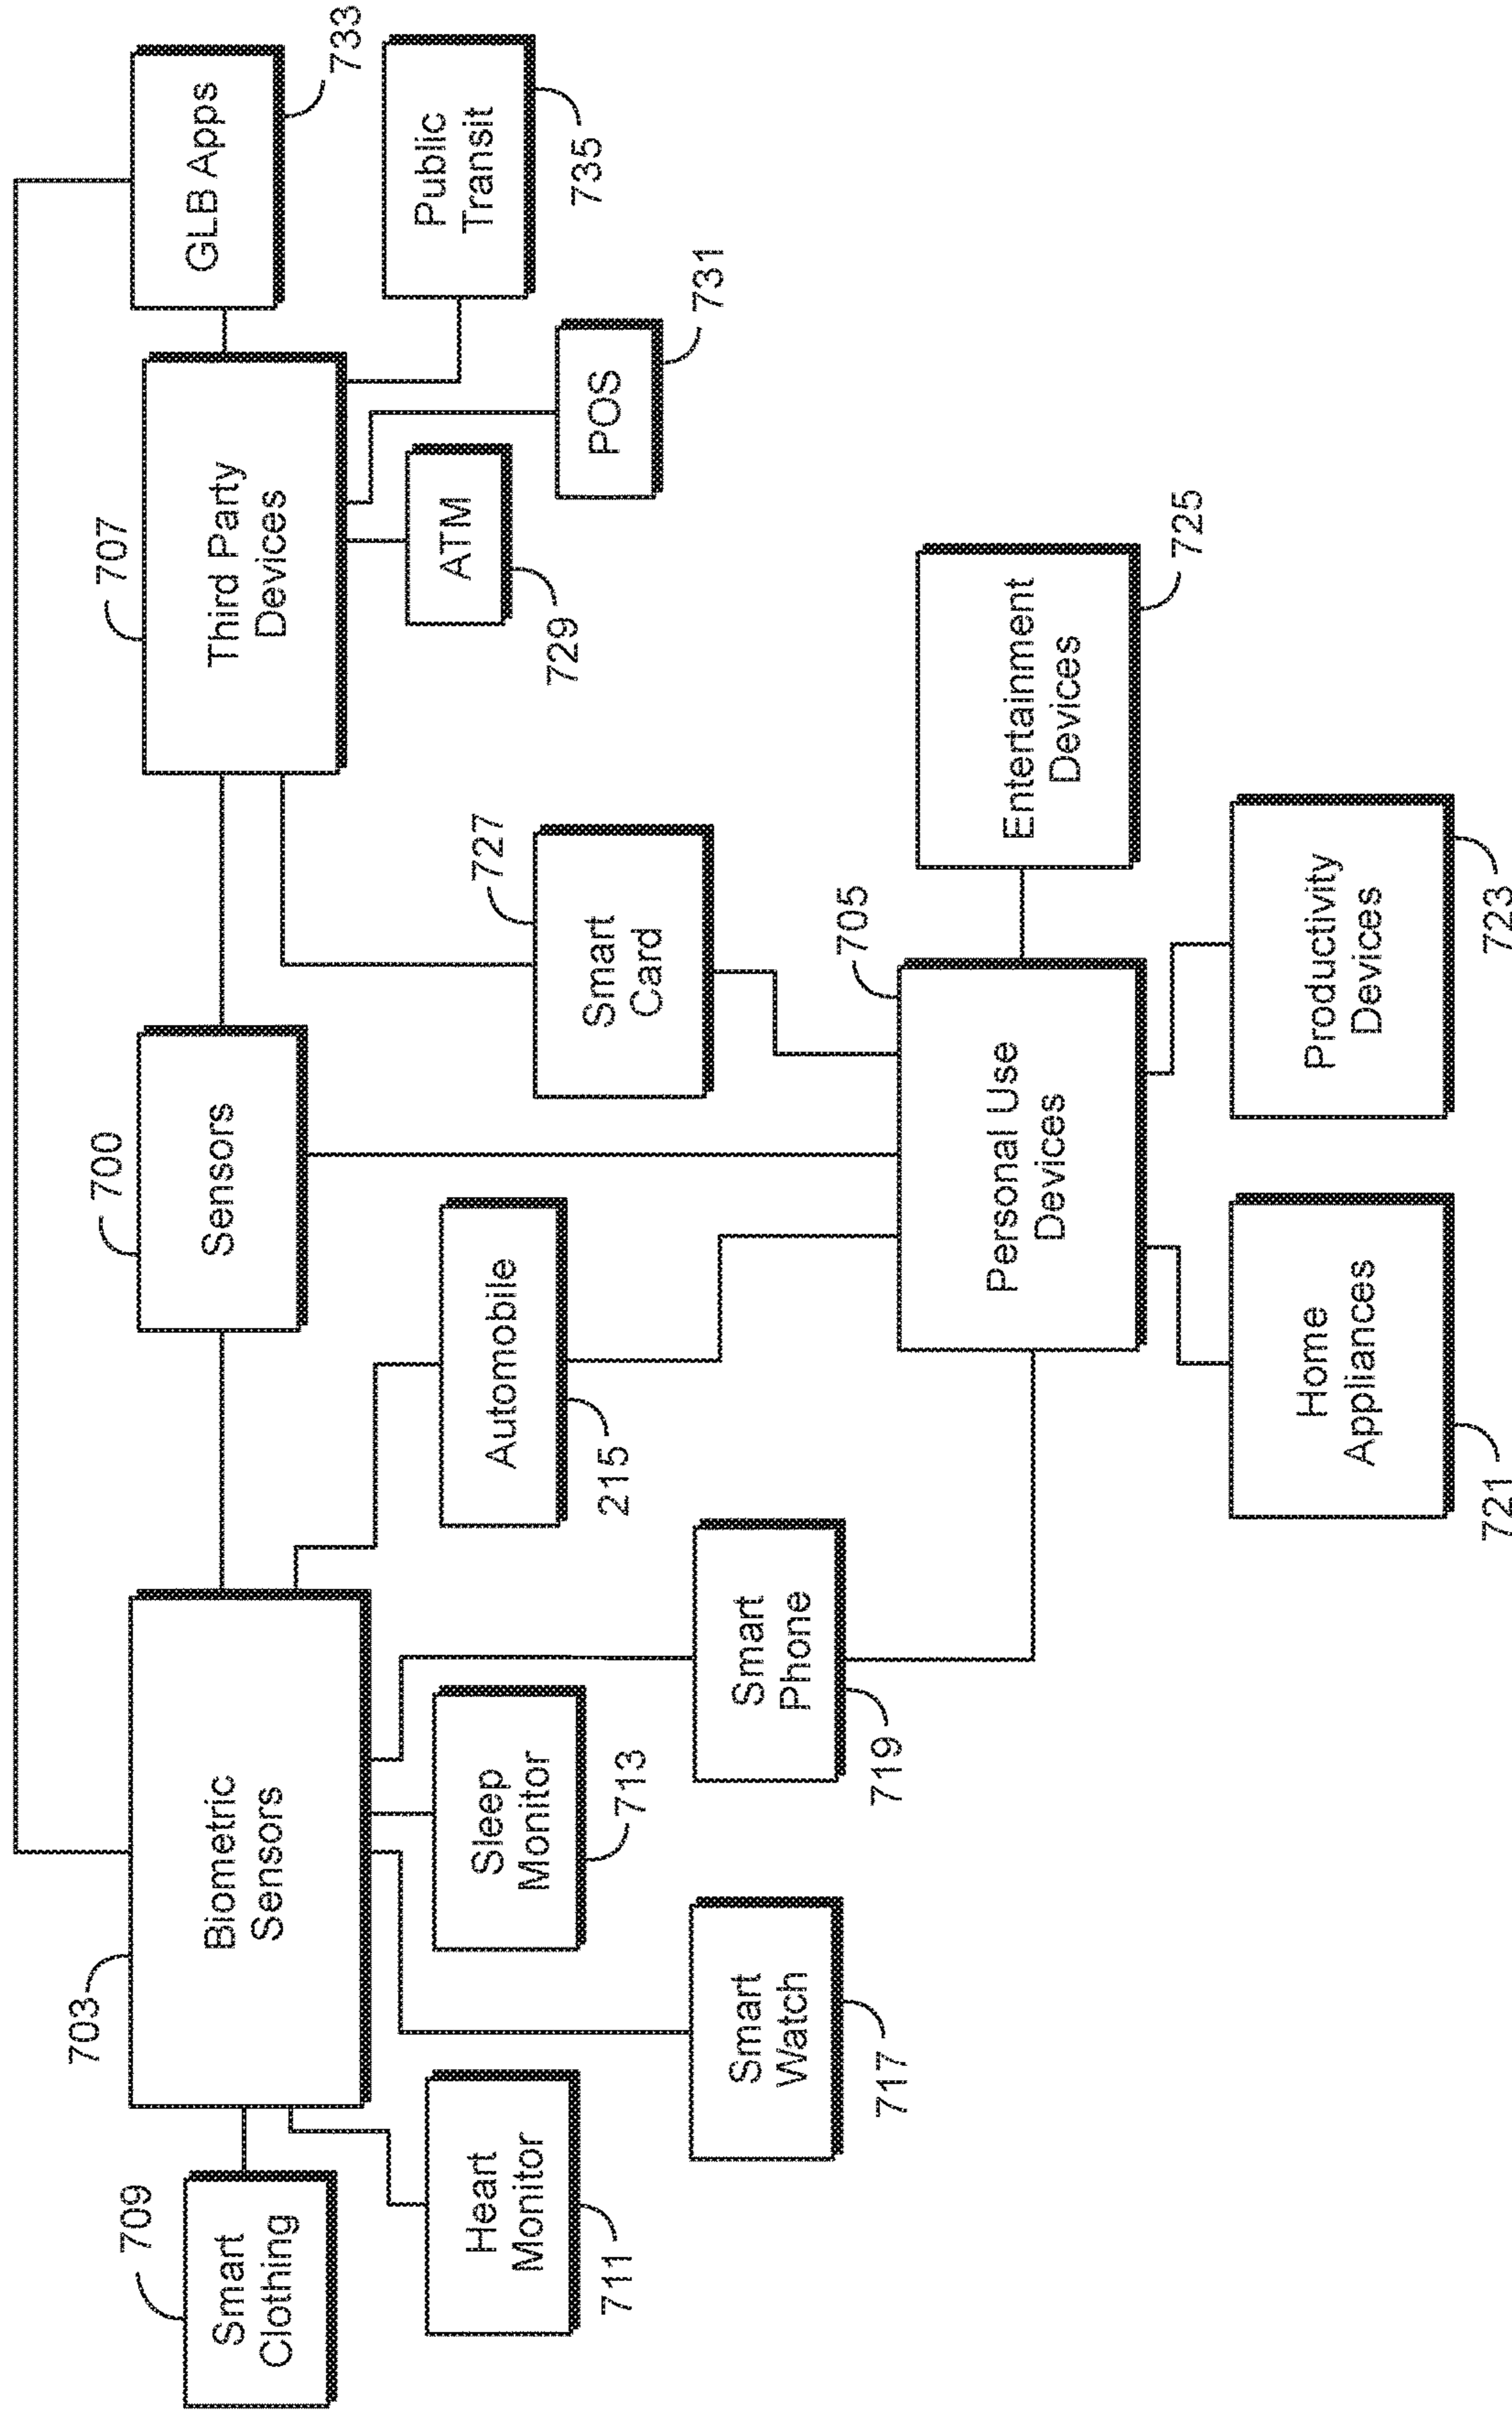 703
Biometric
Sensors
700
Sensors
707
Third Party
Devices
GLB Apps
733
709
Smart
Clothing
Heart
Monitor
711
Sleep
Monitor
713
Automobile
215
Smart
Watch
717
Smart
Phone
719
727
Smart
Card
ATM
729
POS
731
Public
Transit
735
705
Personal Use
Devices
Entertainment
Devices
725
Home
Appliances
721
Productivity
Devices
723